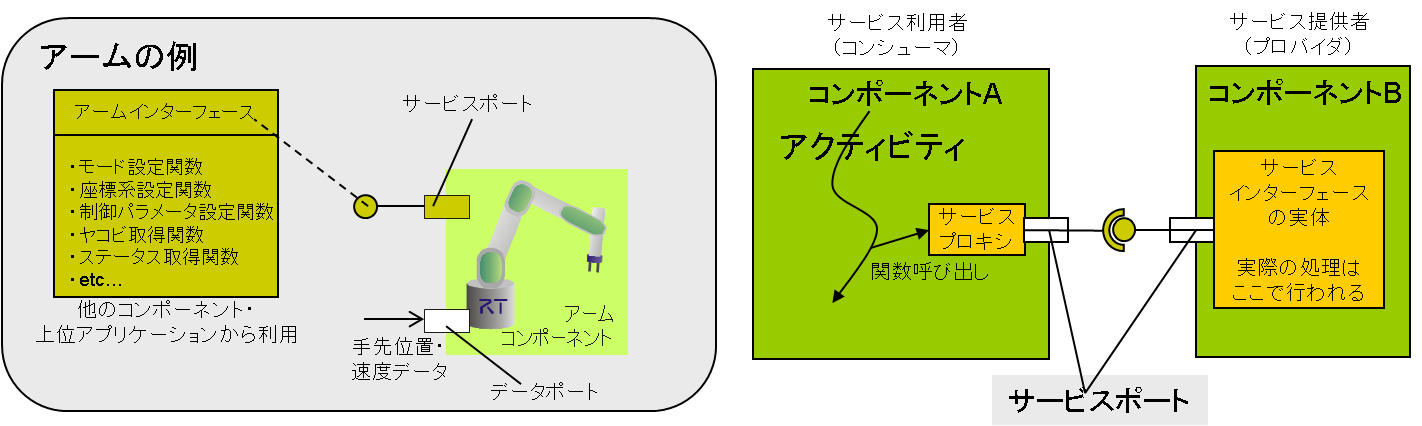 アームの例
アームインターフェース
・モード設定関数
・座標系設定関数
・制御パラメータ設定関数
・ヤコビ取得関数
・ステータス取得関数
・etc…
他のコンポーネント・
上位アプリケーションから利用
サービスポート
RT
アーム
コンポーネント
手先位置・
速度データ
データポート
サービス利用者
（コンシューマ）
コンポーネントA
アクティビティ
サービス
プロキシ
関数呼び出し
サービス提供者
（プロバイダ）
コンポーネントB
サービス
インターフェース
の実体
実際の処理は
ここで行われる
サービスポート